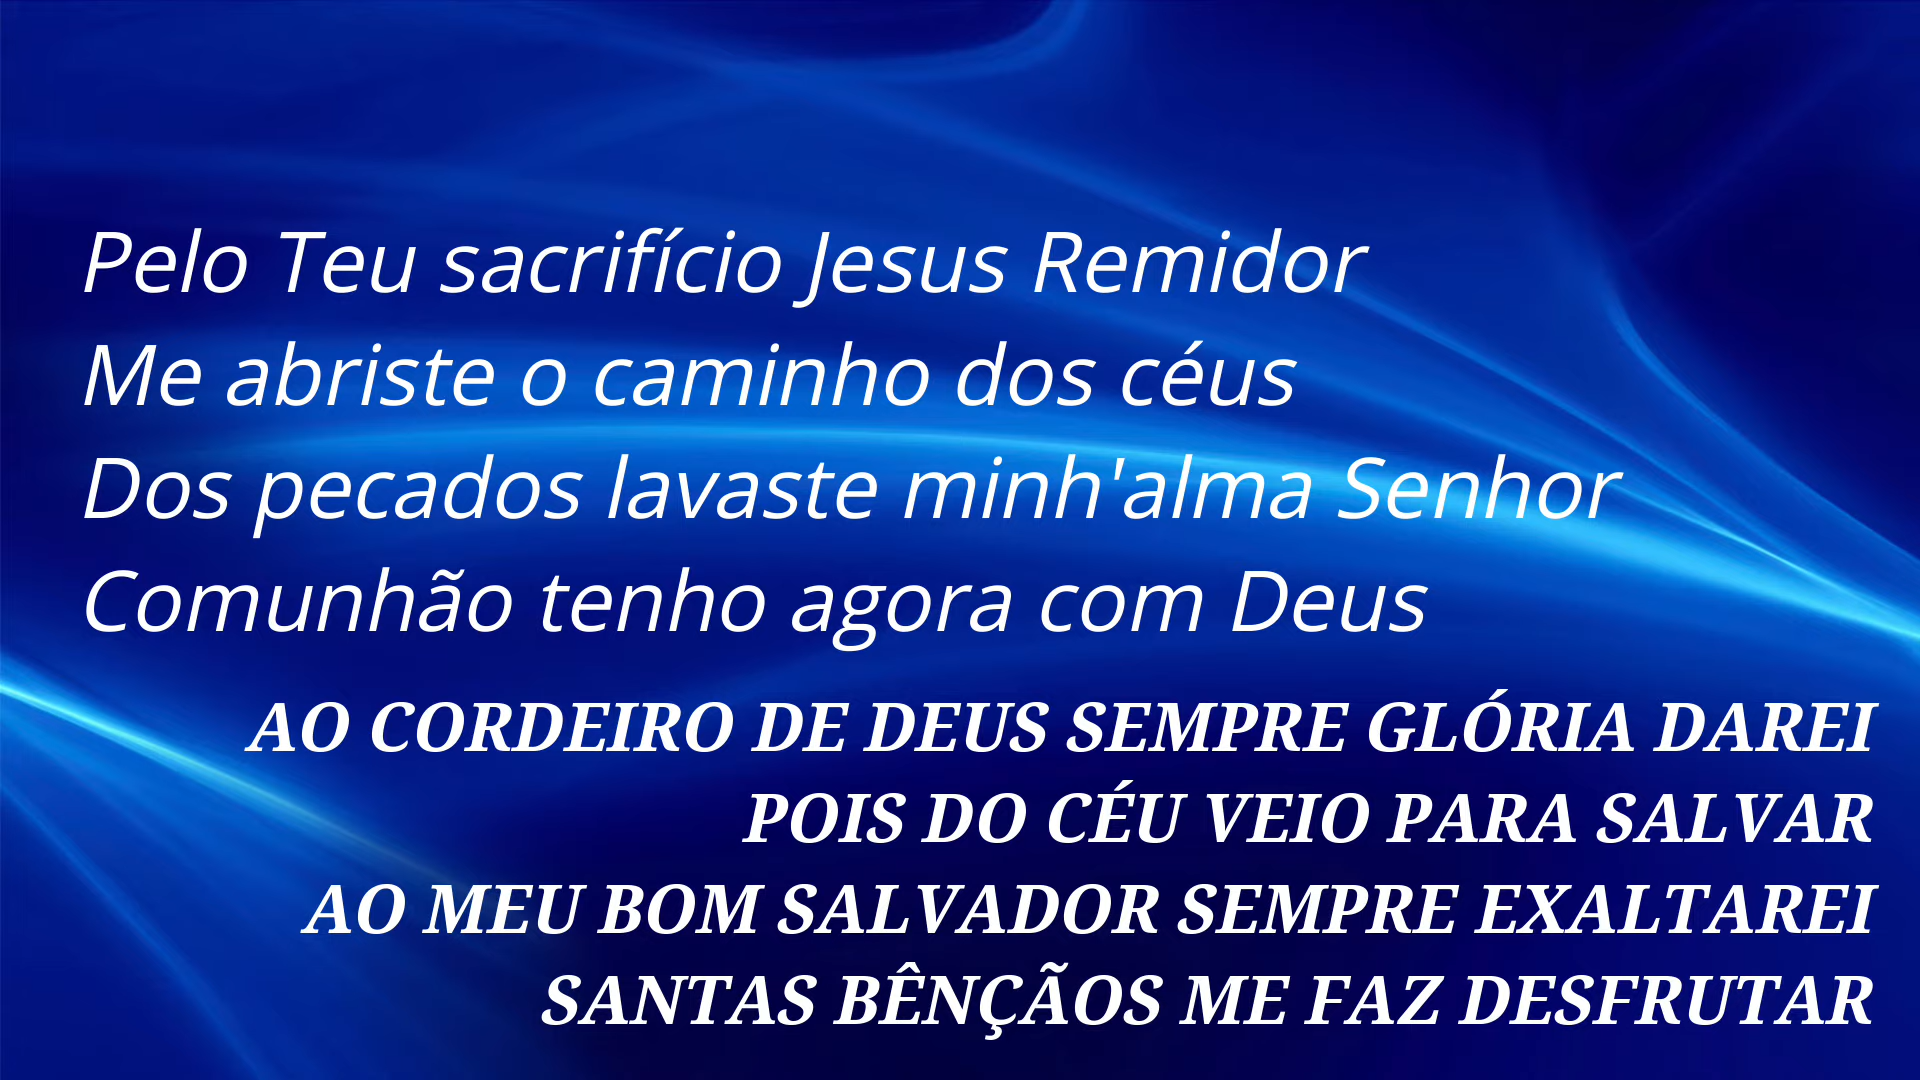 Pelo Teu sacrifício Jesus Remidor
Me abriste o caminho dos céus
Dos pecados lavaste minh'alma Senhor
Comunhão tenho agora com Deus
AO CORDEIRO DE DEUS SEMPRE GLÓRIA DAREI
POIS DO CÉU VEIO PARA SALVAR
AO MEU BOM SALVADOR SEMPRE EXALTAREI
SANTAS BÊNÇÃOS ME FAZ DESFRUTAR